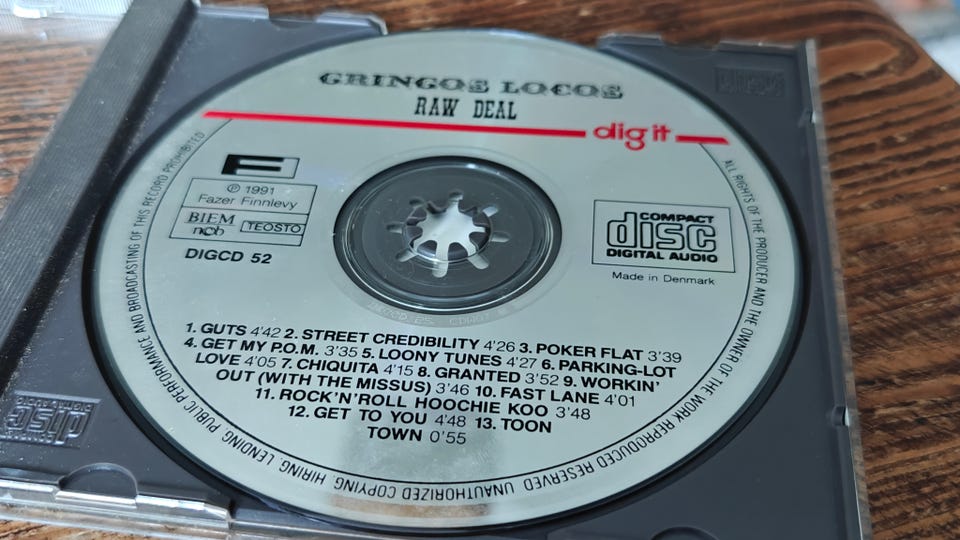 GRINGOS LOCOS
RAW DEAL
dig it
F
℗ 1991
Fazer Finnlevy
BIEM
ncb
TEOSTO
DIGCD 52
COMPACT
disc
DIGITAL AUDIO
Made in Denmark
1. GUTS 4'42 2. STREET CREDIBILITY 4'26 3. POKER FLAT 3'39
4. GET MY P.O.M. 3'35 5. LOONY TUNES 4'27 6. PARKING-LOT
LOVE 4'05 7. CHIQUITA 4'15 8. GRANTED 3'52 9. WORKIN'
OUT (WITH THE MISSUS) 3'46 10. FAST LANE 4'01
11. ROCK'N'ROLL HOOCHIE KOO 3'48
12. GET TO YOU 4'48 13. TOON
TOWN 0'55
ALL RIGHTS OF THE PRODUCER AND THE OWNER OF THE WORK REPRODUCED RESERVED. UNAUTHORIZED COPYING, HIRING, LENDING, PUBLIC PERFORMANCE AND BROADCASTING OF THIS RECORD PROHIBITED
COMPACT
disc
DIGITAL AUDIO